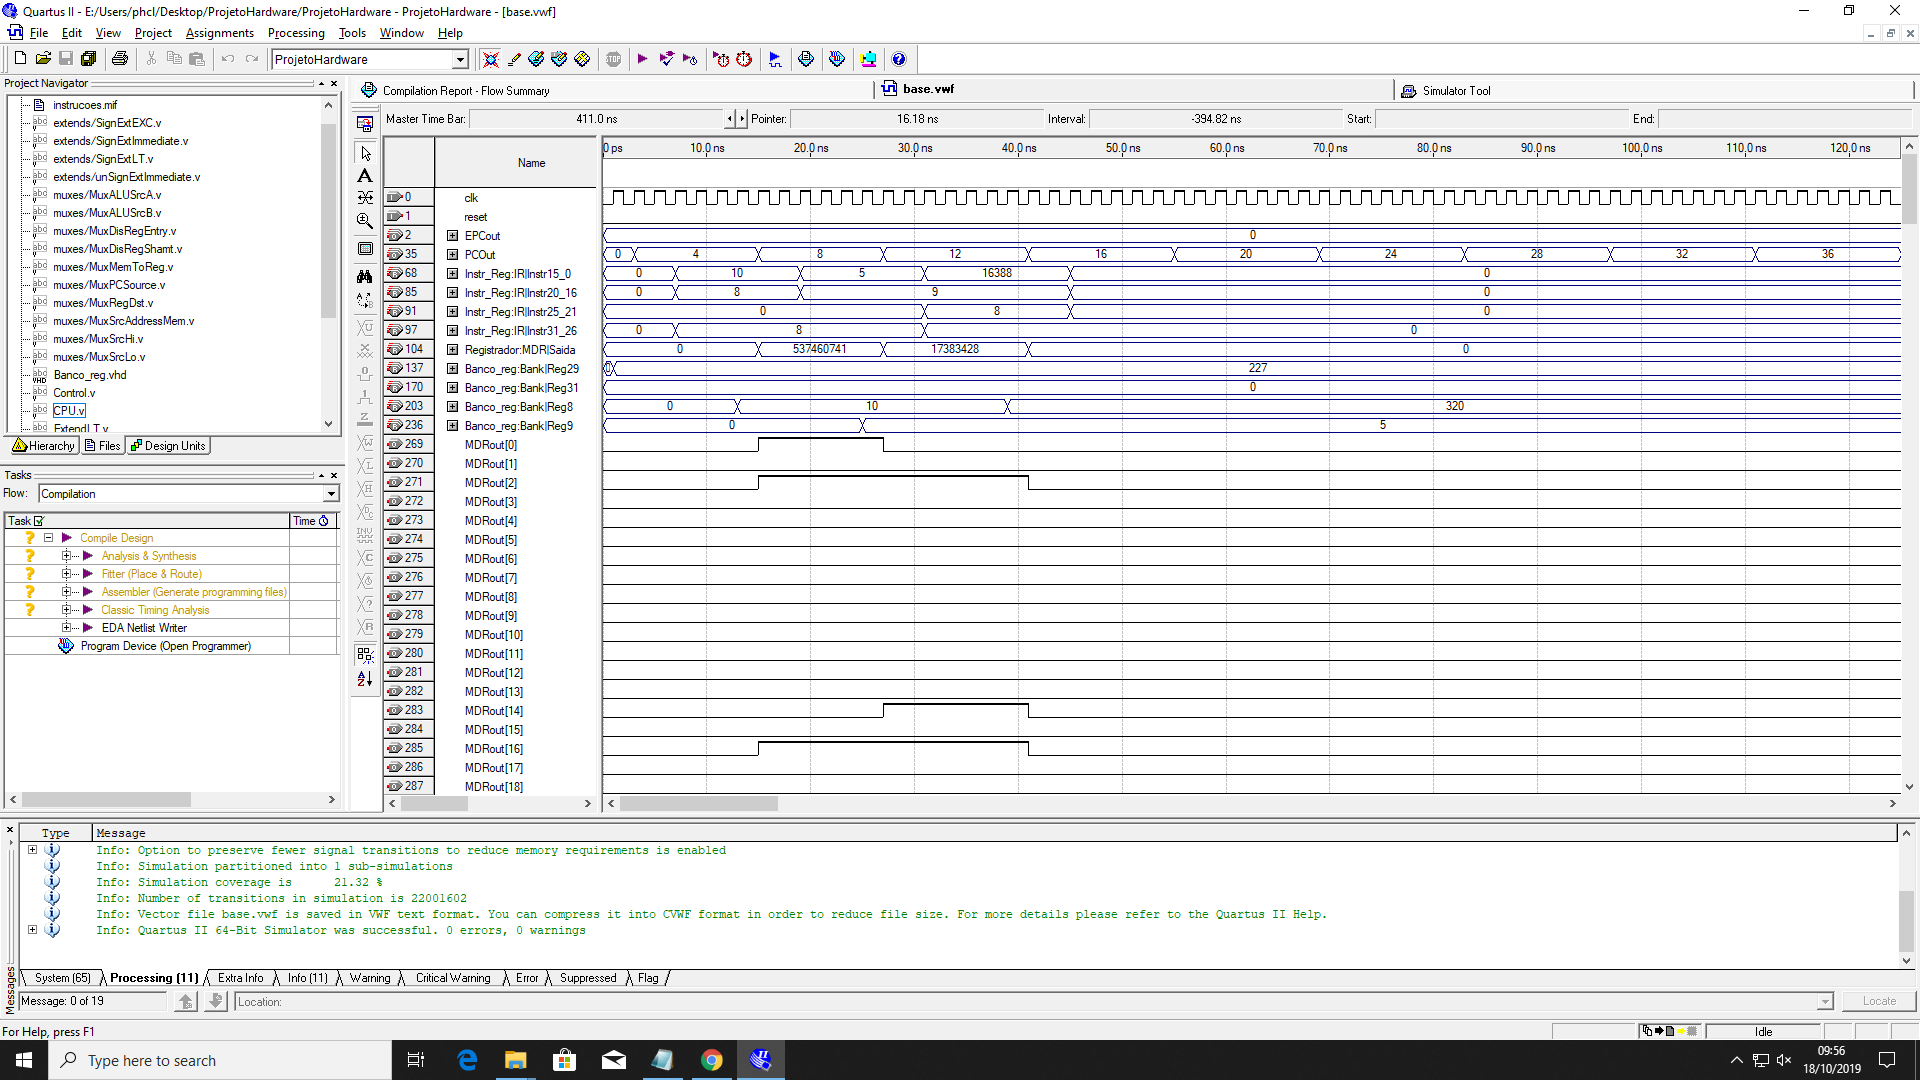 Quartus II - E:/Users/phcl/Desktop/ProjetoHardware/ProjetoHardware - ProjetoHardware - [base.vwf]
File Edit View Project Assignments Processing Tools Window Help
ProjetoHardware
Project Navigator
instrucoes.mif
extends/SignExtEXC.v
extends/SignExtImmediate.v
extends/SignExtLT.v
extends/unSignExtImmediate.v
muxes/MuxALUSrcA.v
muxes/MuxALUSrcB.v
muxes/MuxDisRegEntry.v
muxes/MuxDisRegShamt.v
muxes/MuxMemToReg.v
muxes/MuxPCSource.v
muxes/MuxRegDst.v
muxes/MuxSrcAddressMem.v
muxes/MuxSrcHi.v
muxes/MuxSrcLo.v
Banco_reg.vhd
Control.v
CPU.v
ExtendLT.v
Hierarchy Files Design Units
Tasks
Flow: Compilation
Task Time
Compile Design
Analysis & Synthesis
Fitter (Place & Route)
Assembler (Generate programming files)
Classic Timing Analysis
EDA Netlist Writer
Program Device (Open Programmer)
Compilation Report - Flow Summary base.vwf Simulator Tool
Master Time Bar: 411.0 ns Pointer: 16.18 ns Interval: -394.82 ns Start: End:
Name 0 ps 10.0 ns 20.0 ns 30.0 ns 40.0 ns 50.0 ns 60.0 ns 70.0 ns 80.0 ns 90.0 ns 100.0 ns 110.0 ns 120.0 ns
0 clk
1 reset
2 EPCout 0
35 PCOut 0 4 8 12 16 20 24 28 32 36
68 Instr_Reg:IR|Instr15_0 0 10 5 16388 0
85 Instr_Reg:IR|Instr20_16 0 8 9 0
91 Instr_Reg:IR|Instr25_21 0 8 0
97 Instr_Reg:IR|Instr31_26 0 8 0
104 Registrador:MDR|Saida 0 537460741 17383428 0
137 Banco_reg:Bank|Reg29 0 227
170 Banco_reg:Bank|Reg31 0
203 Banco_reg:Bank|Reg8 0 10 320
236 Banco_reg:Bank|Reg9 0 5
269 MDRout[0]
270 MDRout[1]
271 MDRout[2]
272 MDRout[3]
273 MDRout[4]
274 MDRout[5]
275 MDRout[6]
276 MDRout[7]
277 MDRout[8]
278 MDRout[9]
279 MDRout[10]
280 MDRout[11]
281 MDRout[12]
282 MDRout[13]
283 MDRout[14]
284 MDRout[15]
285 MDRout[16]
286 MDRout[17]
287 MDRout[18]
Messages
Type Message
Info: Option to preserve fewer signal transitions to reduce memory requirements is enabled
Info: Simulation partitioned into 1 sub-simulations
Info: Simulation coverage is 21.32 %
Info: Number of transitions in simulation is 22001602
Info: Vector file base.vwf is saved in VWF text format. You can compress it into CVWF format in order to reduce file size. For more details please refer to the Quartus II Help.
Info: Quartus II 64-Bit Simulator was successful. 0 errors, 0 warnings
System (65) Processing (11) Extra Info Info (11) Warning Critical Warning Error Suppressed Flag
Message: 0 of 19 Location: Locate
For Help, press F1 Idle
Type here to search
09:56
18/10/2019